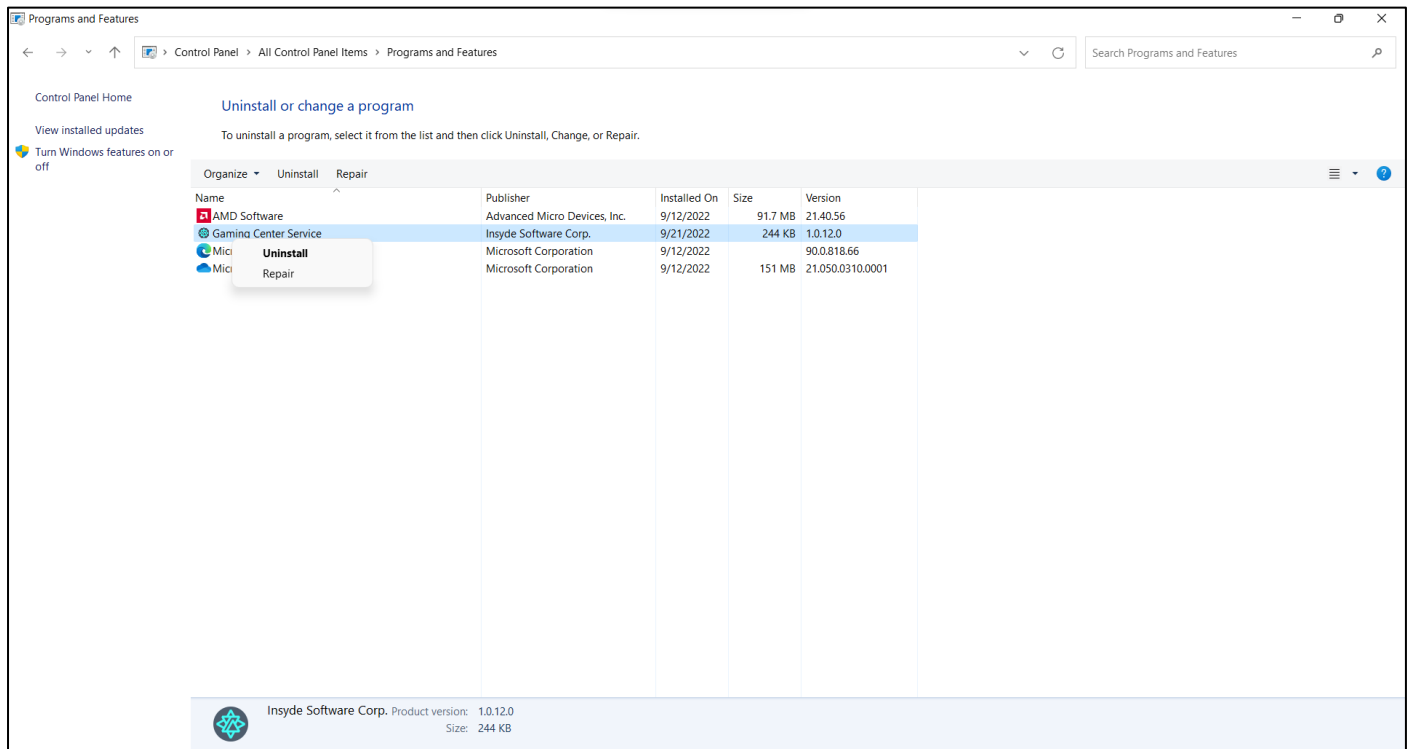 Programs and Features
Control Panel > All Control Panel Items > Programs and Features
Search Programs and Features
Control Panel Home
View installed updates
Turn Windows features on or
off
Uninstall or change a program
To uninstall a program, select it from the list and then click Uninstall, Change, or Repair.
Organize Uninstall Repair
Name Publisher Installed On Size Version
AMD Software Advanced Micro Devices, Inc. 9/12/2022 91.7 MB 21.40.56
Gaming Center Service Insyde Software Corp. 9/21/2022 244 KB 1.0.12.0
Micr Microsoft Corporation 9/12/2022 90.0.818.66
Micr Microsoft Corporation 9/12/2022 151 MB 21.050.0310.0001
Uninstall
Repair
Insyde Software Corp. Product version: 1.0.12.0
Size: 244 KB